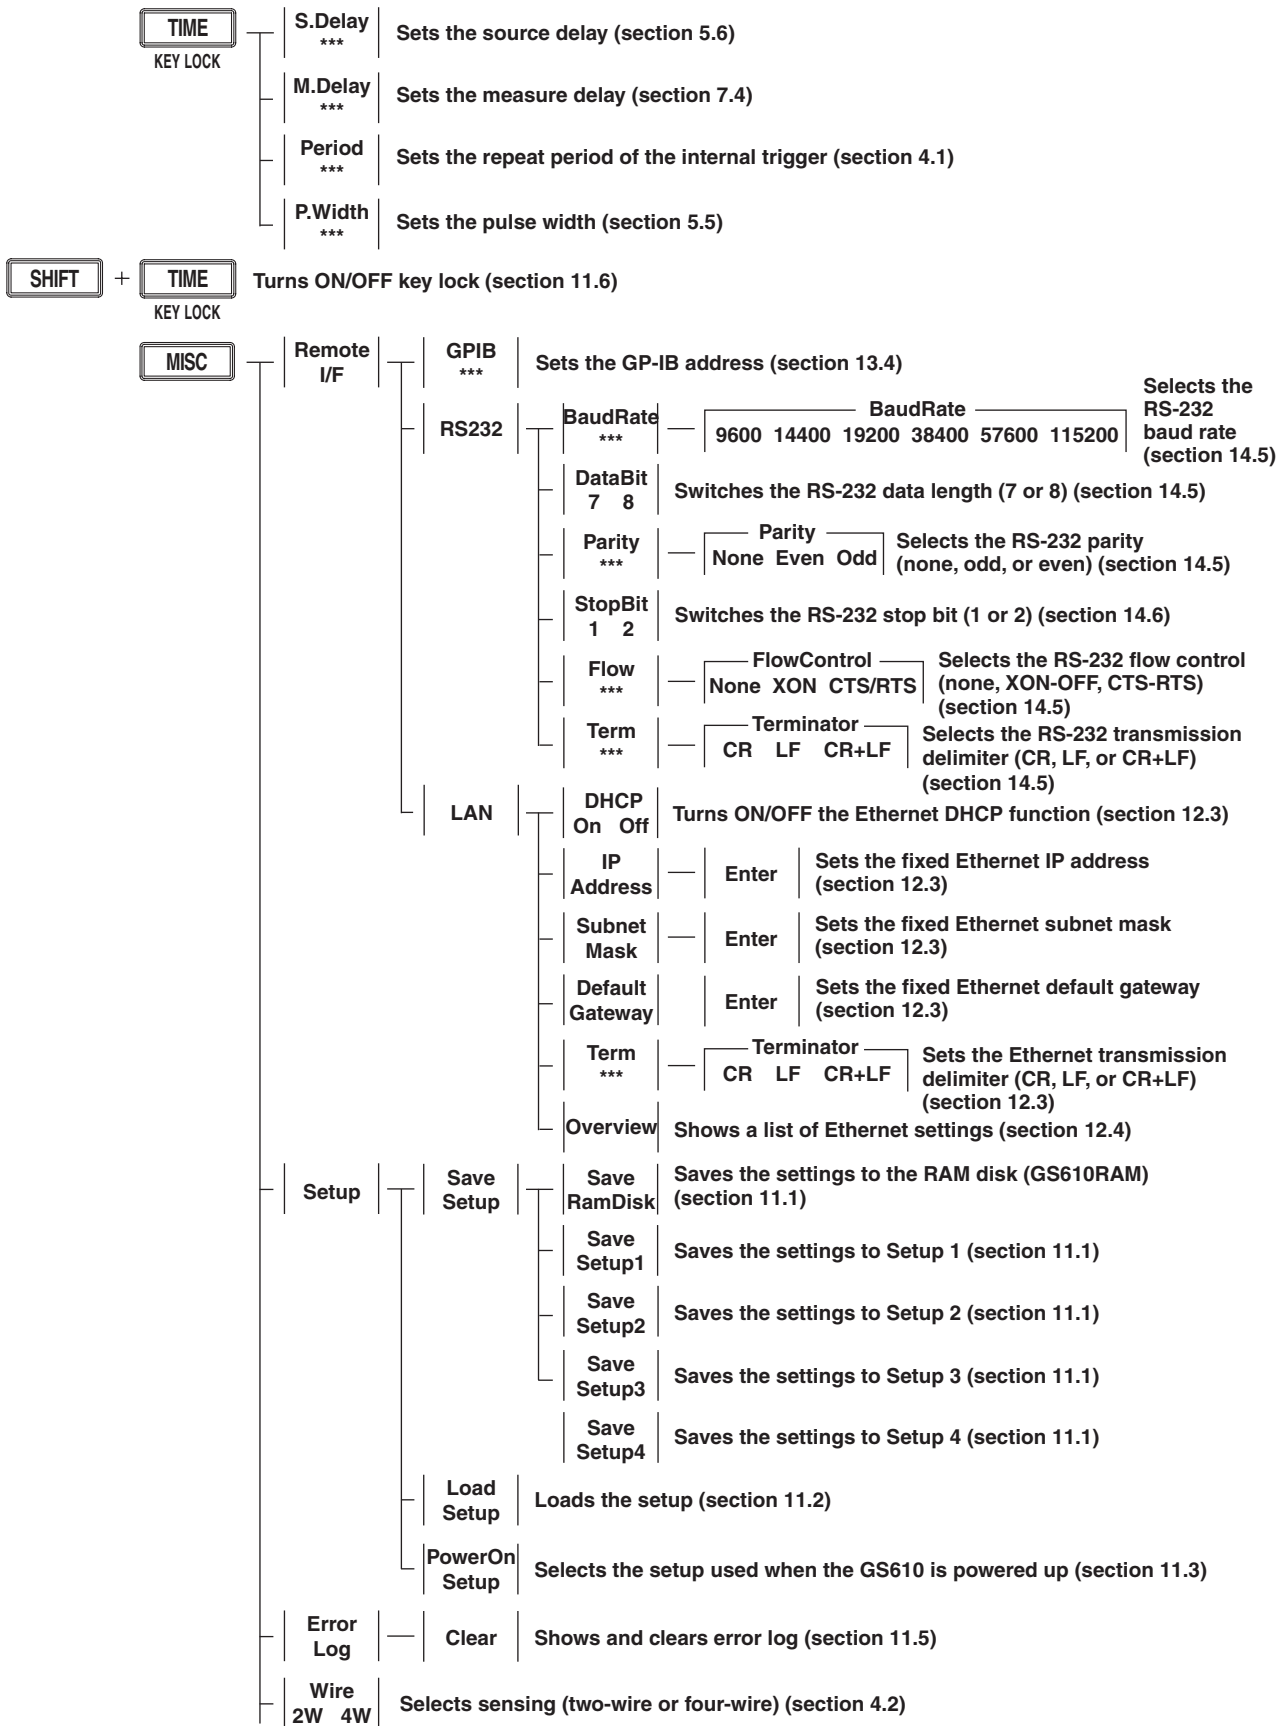 TIME
KEY LOCK
S.Delay
***
Sets the source delay (section 5.6)
M.Delay
***
Sets the measure delay (section 7.4)
Period
***
Sets the repeat period of the internal trigger (section 4.1)
P.Width
***
Sets the pulse width (section 5.5)
SHIFT + TIME
KEY LOCK
Turns ON/OFF key lock (section 11.6)
MISC
Remote
I/F
GPIB
***
Sets the GP-IB address (section 13.4)
RS232
BaudRate
***
BaudRate
9600 14400 19200 38400 57600 115200
Selects the
RS-232
baud rate
(section 14.5)
DataBit
7 8
Switches the RS-232 data length (7 or 8) (section 14.5)
Parity
***
Parity
None Even Odd
Selects the RS-232 parity
(none, odd, or even) (section 14.5)
StopBit
1 2
Switches the RS-232 stop bit (1 or 2) (section 14.6)
Flow
***
FlowControl
None XON CTS/RTS
Selects the RS-232 flow control
(none, XON-OFF, CTS-RTS)
(section 14.5)
Term
***
Terminator
CR LF CR+LF
Selects the RS-232 transmission
delimiter (CR, LF, or CR+LF)
(section 14.5)
LAN
DHCP
On Off
Turns ON/OFF the Ethernet DHCP function (section 12.3)
IP
Address
Enter
Sets the fixed Ethernet IP address
(section 12.3)
Subnet
Mask
Enter
Sets the fixed Ethernet subnet mask
(section 12.3)
Default
Gateway
Enter
Sets the fixed Ethernet default gateway
(section 12.3)
Term
***
Terminator
CR LF CR+LF
Sets the Ethernet transmission
delimiter (CR, LF, or CR+LF)
(section 12.3)
Overview
Shows a list of Ethernet settings (section 12.4)
Setup
Save
Setup
Save
RamDisk
Saves the settings to the RAM disk (GS610RAM)
(section 11.1)
Save
Setup1
Saves the settings to Setup 1 (section 11.1)
Save
Setup2
Saves the settings to Setup 2 (section 11.1)
Save
Setup3
Saves the settings to Setup 3 (section 11.1)
Save
Setup4
Saves the settings to Setup 4 (section 11.1)
Load
Setup
Loads the setup (section 11.2)
PowerOn
Setup
Selects the setup used when the GS610 is powered up (section 11.3)
Error
Log
Clear
Shows and clears error log (section 11.5)
Wire
2W 4W
Selects sensing (two-wire or four-wire) (section 4.2)